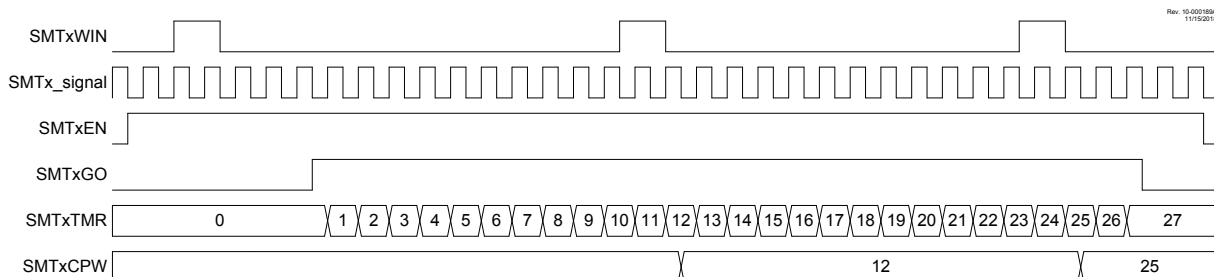 Rev. 10-000189A
11/15/2018
SMTxWIN
SMTx_signal
SMTxEN
SMTxGO
SMTxTMR 0 1 2 3 4 5 6 7 8 9 10 11 12 13 14 15 16 17 18 19 20 21 22 23 24 25 26 27
SMTxCPW 12 25